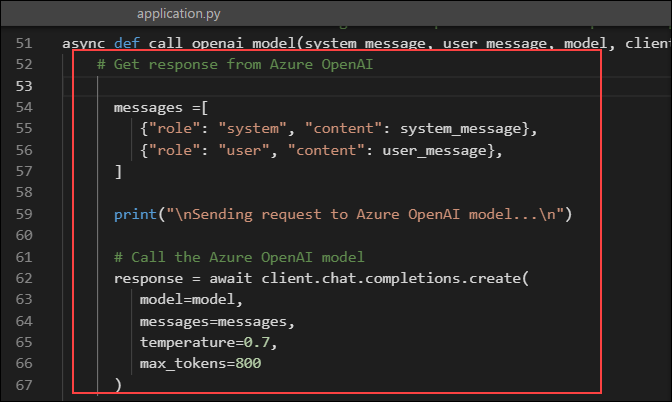 application.py
51 async def call_openai_model(system_message, user_message, model, client
52 # Get response from Azure OpenAI
53
54 messages =[
55 {"role": "system", "content": system_message},
56 {"role": "user", "content": user_message},
57 ]
58
59 print("\nSending request to Azure OpenAI model...\n")
60
61 # Call the Azure OpenAI model
62 response = await client.chat.completions.create(
63 model=model,
64 messages=messages,
65 temperature=0.7,
66 max_tokens=800
67 )